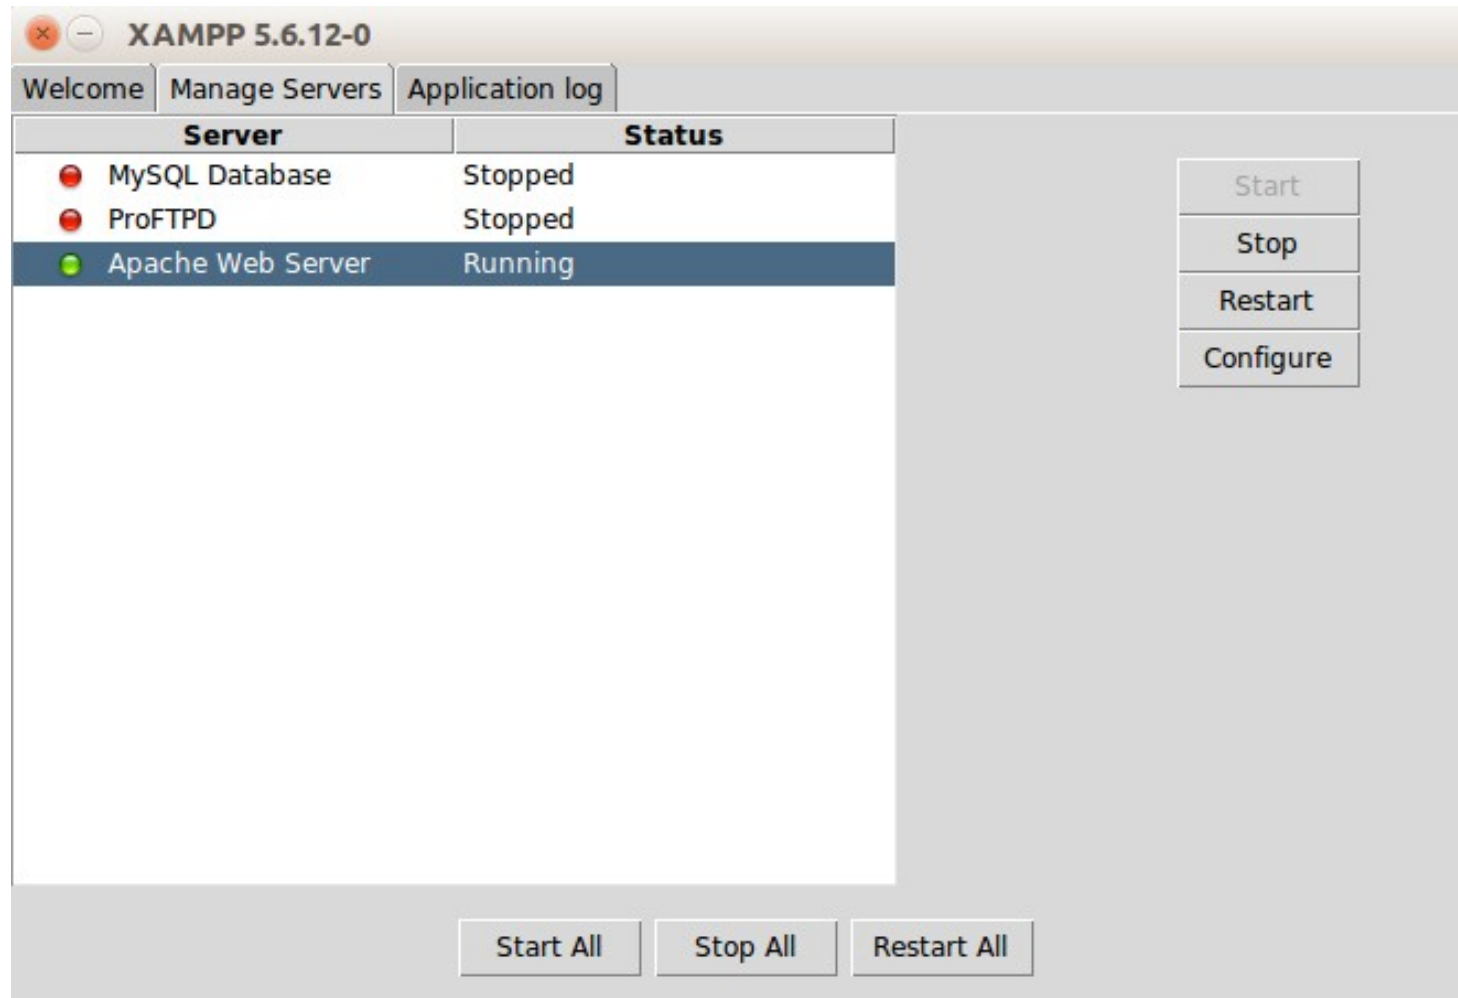 XAMPP 5.6.12-0
Welcome Manage Servers Application log
Server Status
MySQL Database Stopped
ProFTPD Stopped
Apache Web Server Running
Start
Stop
Restart
Configure
Start All Stop All Restart All